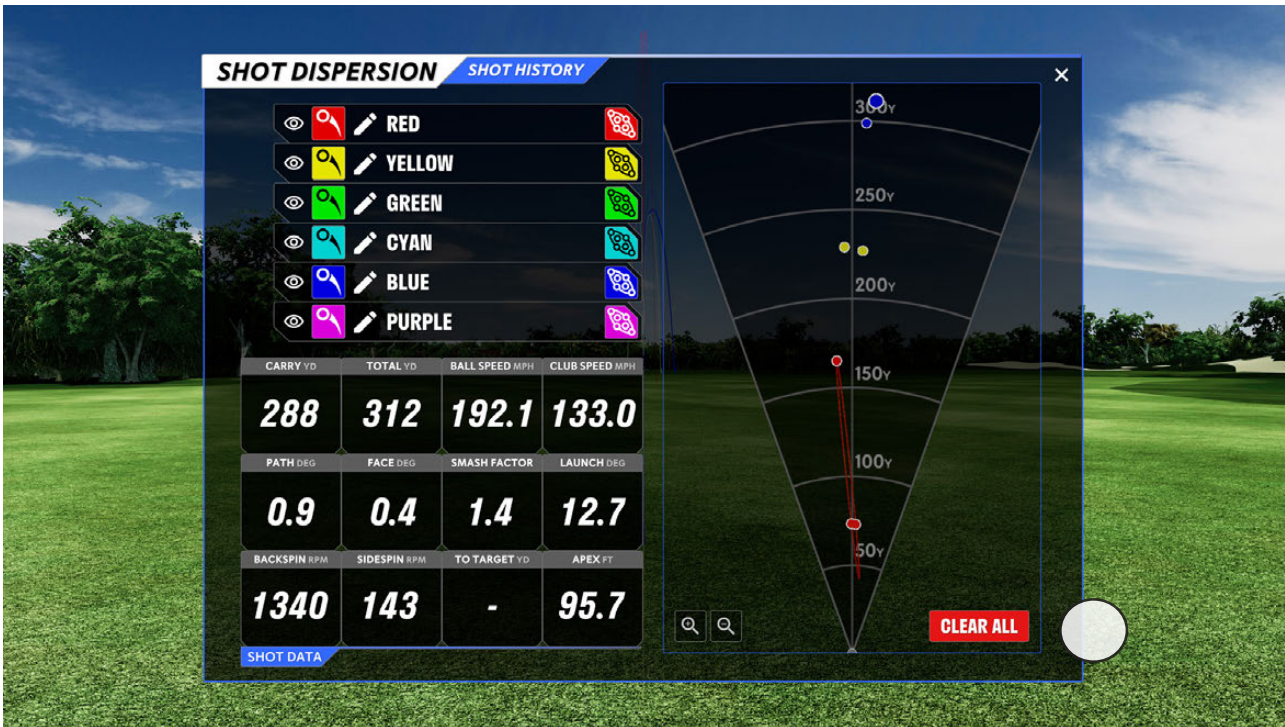 SHOT DISPERSION SHOT HISTORY
RED
YELLOW
GREEN
CYAN
BLUE
PURPLE
CARRY YD TOTAL YD BALL SPEED MPH CLUB SPEED MPH
288 312 192.1 133.0
PATH DEG FACE DEG SMASH FACTOR LAUNCH DEG
0.9 0.4 1.4 12.7
BACKSPIN RPM SIDESPIN RPM TO TARGET YD APEX FT
1340 143 - 95.7
SHOT DATA
300Y
250Y
200Y
150Y
100Y
50Y
CLEAR ALL